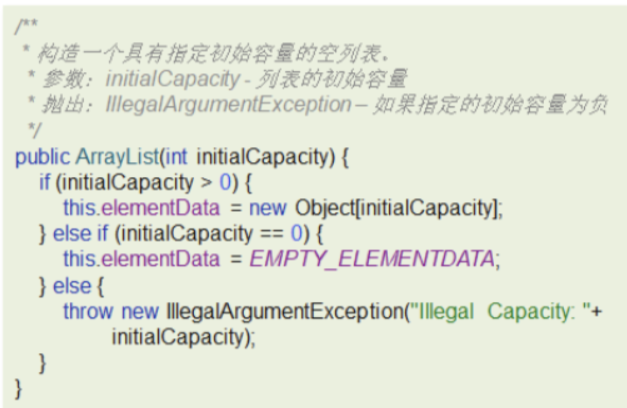 /**
* 构造一个具有指定初始容量的空列表.
* 参数：initialCapacity - 列表的初始容量
* 抛出：IllegalArgumentException – 如果指定的初始容量为负
*/
public ArrayList(int initialCapacity) {
if (initialCapacity > 0) {
this.elementData = new Object[initialCapacity];
} else if (initialCapacity == 0) {
this.elementData = EMPTY_ELEMENTDATA;
} else {
throw new IllegalArgumentException("Illegal Capacity: "+
initialCapacity);
}
}